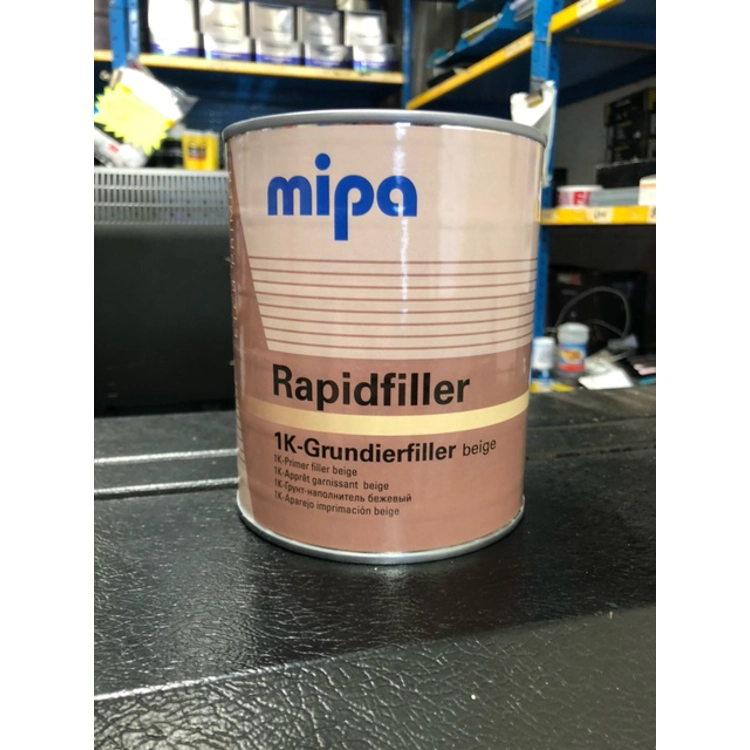 mipa
Rapidfiller
1K-Grundierfiller beige
1K-Primer filler beige
1K-Apprêt garnissant beige
1K-Грунт-наполнитель бежевый
1K-Aparejo imprimación beige